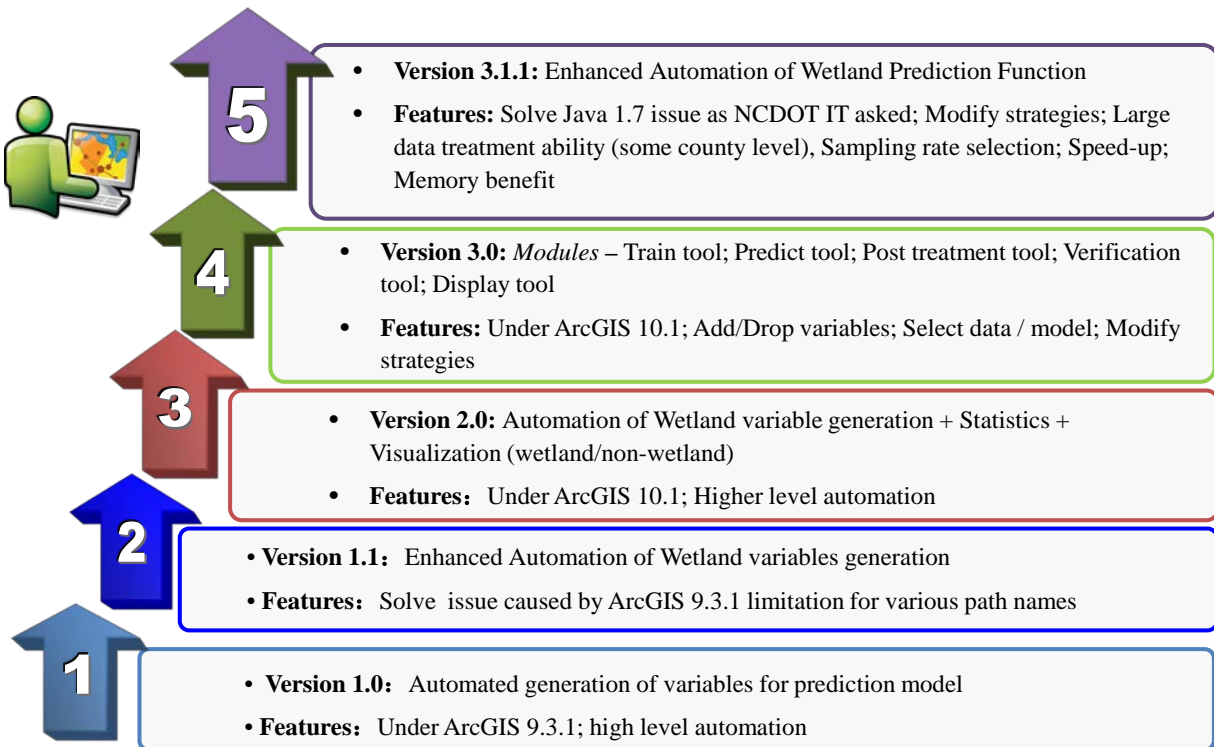 5
• Version 3.1.1: Enhanced Automation of Wetland Prediction Function
• Features: Solve Java 1.7 issue as NCDOT IT asked; Modify strategies; Large
data treatment ability (some county level), Sampling rate selection; Speed-up;
Memory benefit
4
• Version 3.0: Modules – Train tool; Predict tool; Post treatment tool; Verification
tool; Display tool
• Features: Under ArcGIS 10.1; Add/Drop variables; Select data / model; Modify
strategies
3
• Version 2.0: Automation of Wetland variable generation + Statistics +
Visualization (wetland/non-wetland)
• Features：Under ArcGIS 10.1; Higher level automation
2
• Version 1.1：Enhanced Automation of Wetland variables generation
• Features：Solve issue caused by ArcGIS 9.3.1 limitation for various path names
1
• Version 1.0：Automated generation of variables for prediction model
• Features：Under ArcGIS 9.3.1; high level automation